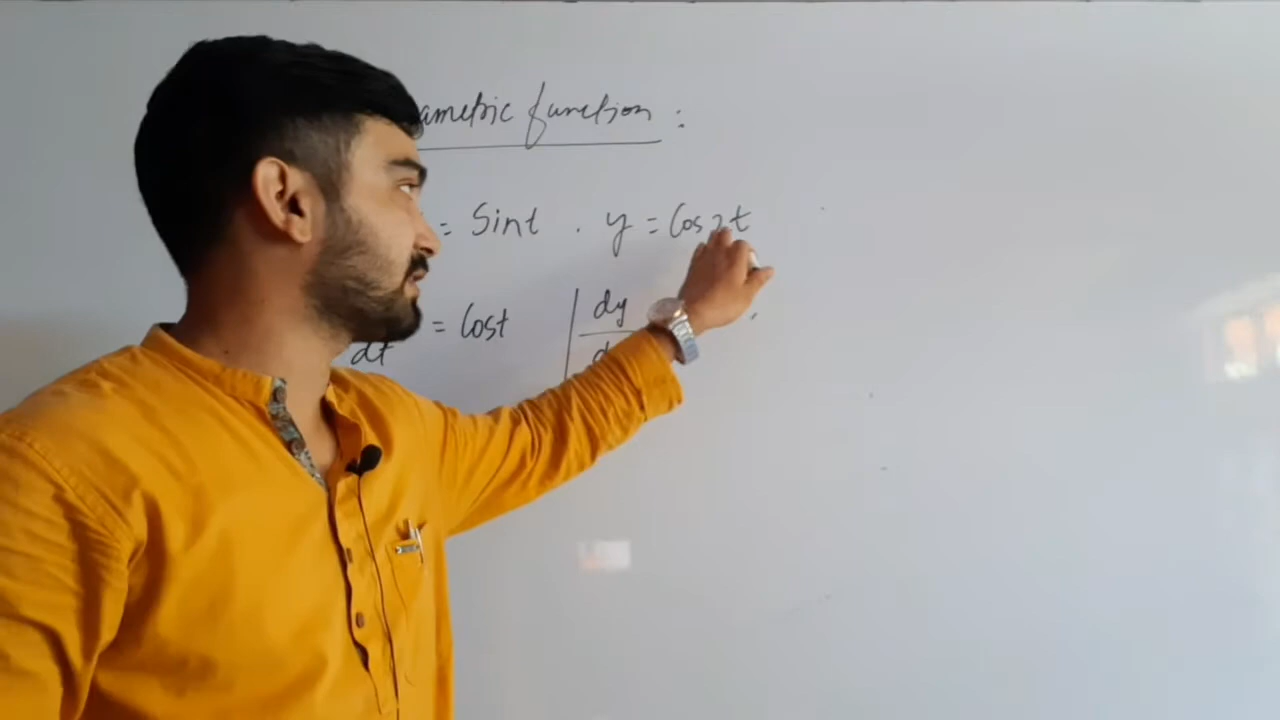 ametric function :
= Sint . y = Cos2t
dt = Cost | dy